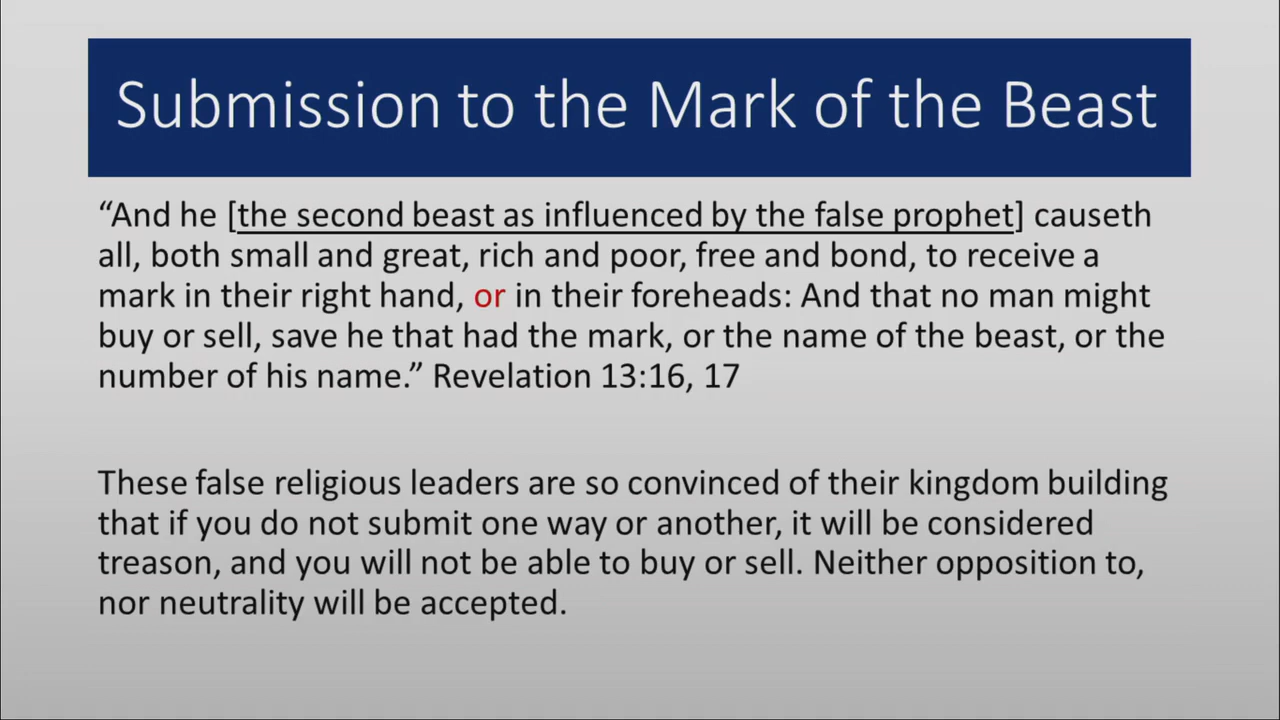 Submission to the Mark of the Beast
“And he [the second beast as influenced by the false prophet] causeth
all, both small and great, rich and poor, free and bond, to receive a
mark in their right hand, or in their foreheads: And that no man might
buy or sell, save he that had the mark, or the name of the beast, or the
number of his name.” Revelation 13:16, 17
These false religious leaders are so convinced of their kingdom building
that if you do not submit one way or another, it will be considered
treason, and you will not be able to buy or sell. Neither opposition to,
nor neutrality will be accepted.